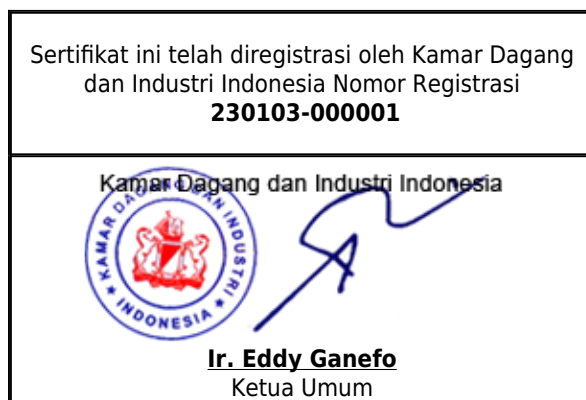 Sertifikat ini telah diregistrasi oleh Kamar Dagang
dan Industri Indonesia Nomor Registrasi
230103-000001
Kamar Dagang dan Industri Indonesia
KAMAR DAGANG DAN INDUSTRI
INDONESIA
Ir. Eddy Ganefo
Ketua Umum